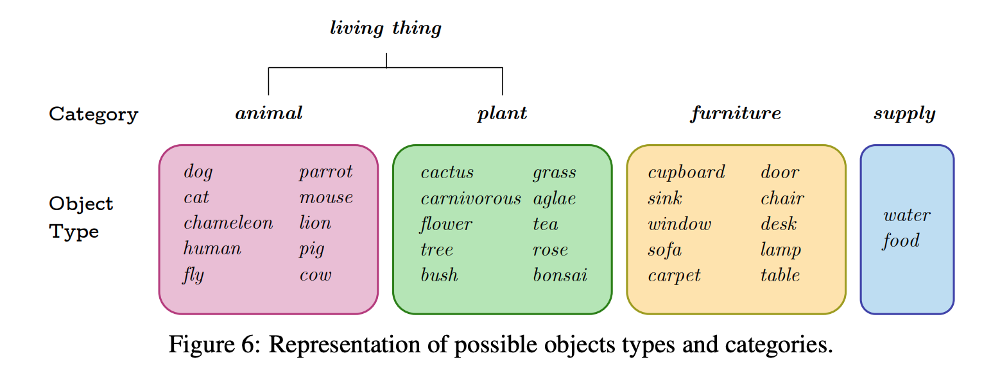 living thing
Category animal plant furniture supply
Object
Type
dog parrot
cat mouse
chameleon lion
human pig
fly cow
cactus grass
carnivorous aglae
flower tea
tree rose
bush bonsai
cupboard door
sink chair
window desk
sofa lamp
carpet table
water
food
Figure 6: Representation of possible objects types and categories.